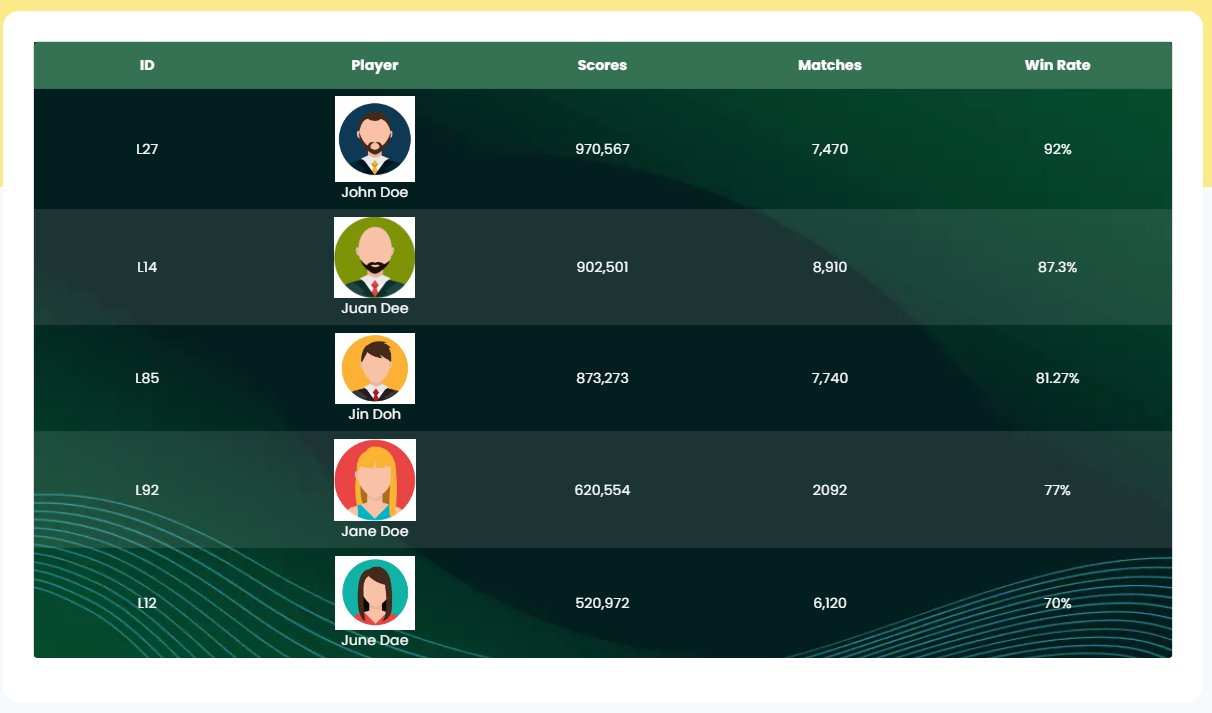 ID Player Scores Matches Win Rate
L27 970,567 7,470 92%
John Doe
L14 902,501 8,910 87.3%
Juan Dee
L85 873,273 7,740 81.27%
Jin Doh
L92 620,554 2092 77%
Jane Doe
L12 520,972 6,120 70%
June Dae